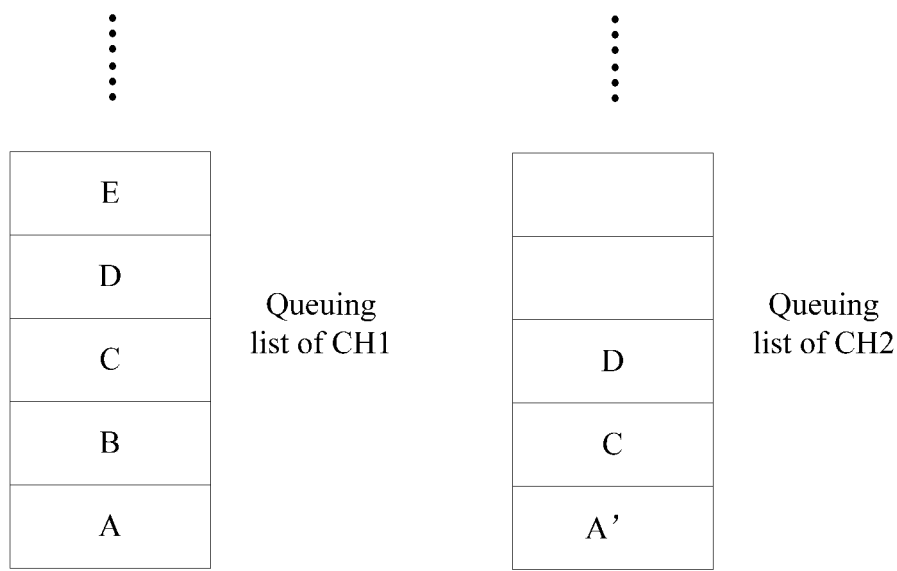 E
D
C
B
A
Queuing
list of CH1
D
C
A’
Queuing
list of CH2